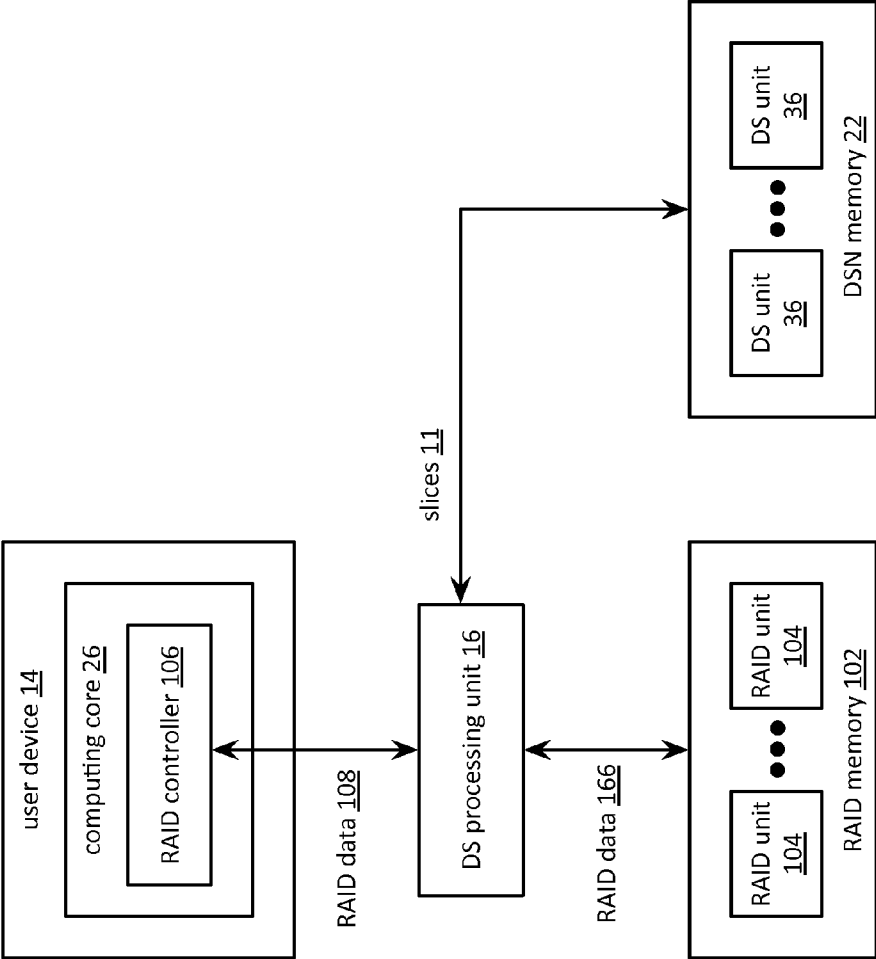 user device 14
computing core 26
RAID controller 106
RAID data 108
DS processing unit 16
slices 11
RAID data 166
RAID unit
104
RAID unit
104
RAID memory 102
DS unit
36
DS unit
36
DSN memory 22